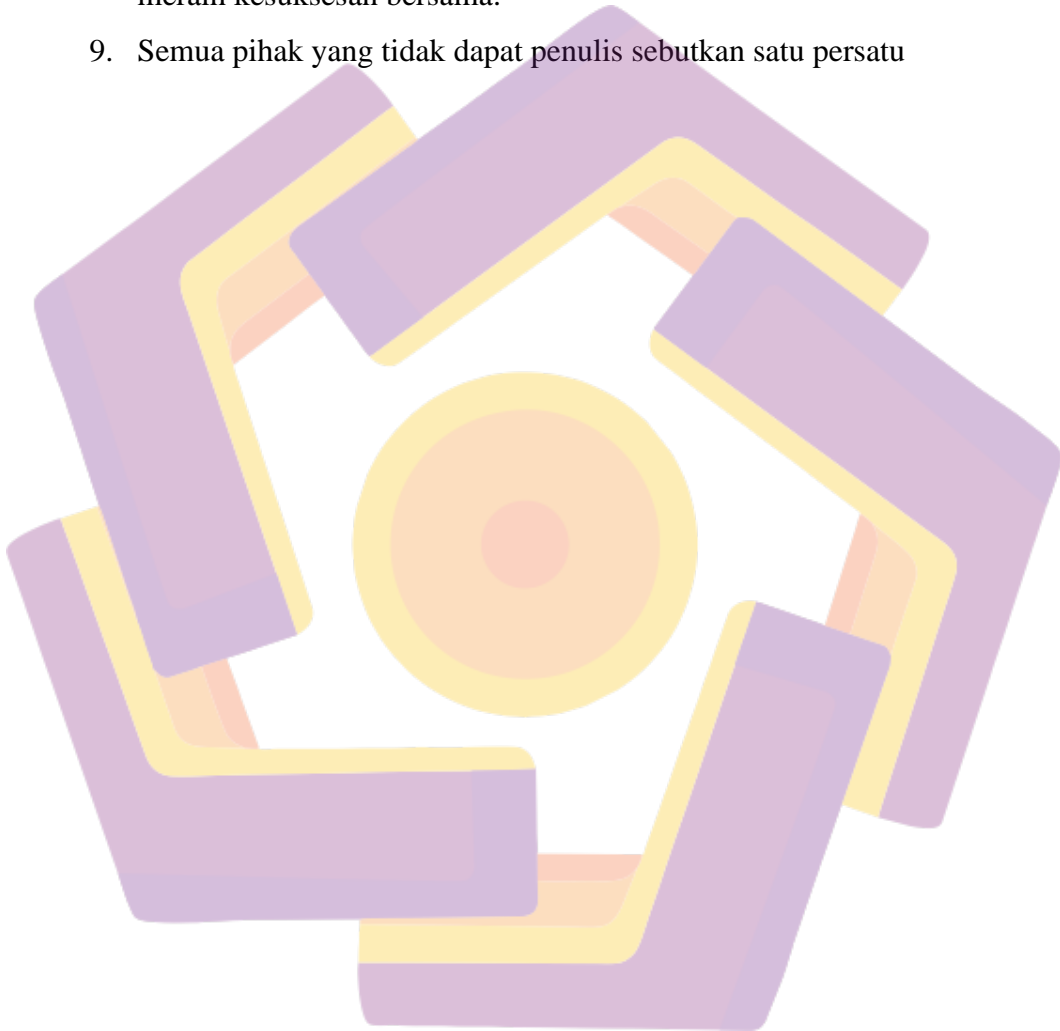 meraih kesuksesan bersama.
9. Semua pihak yang tidak dapat penulis sebutkan satu persatu